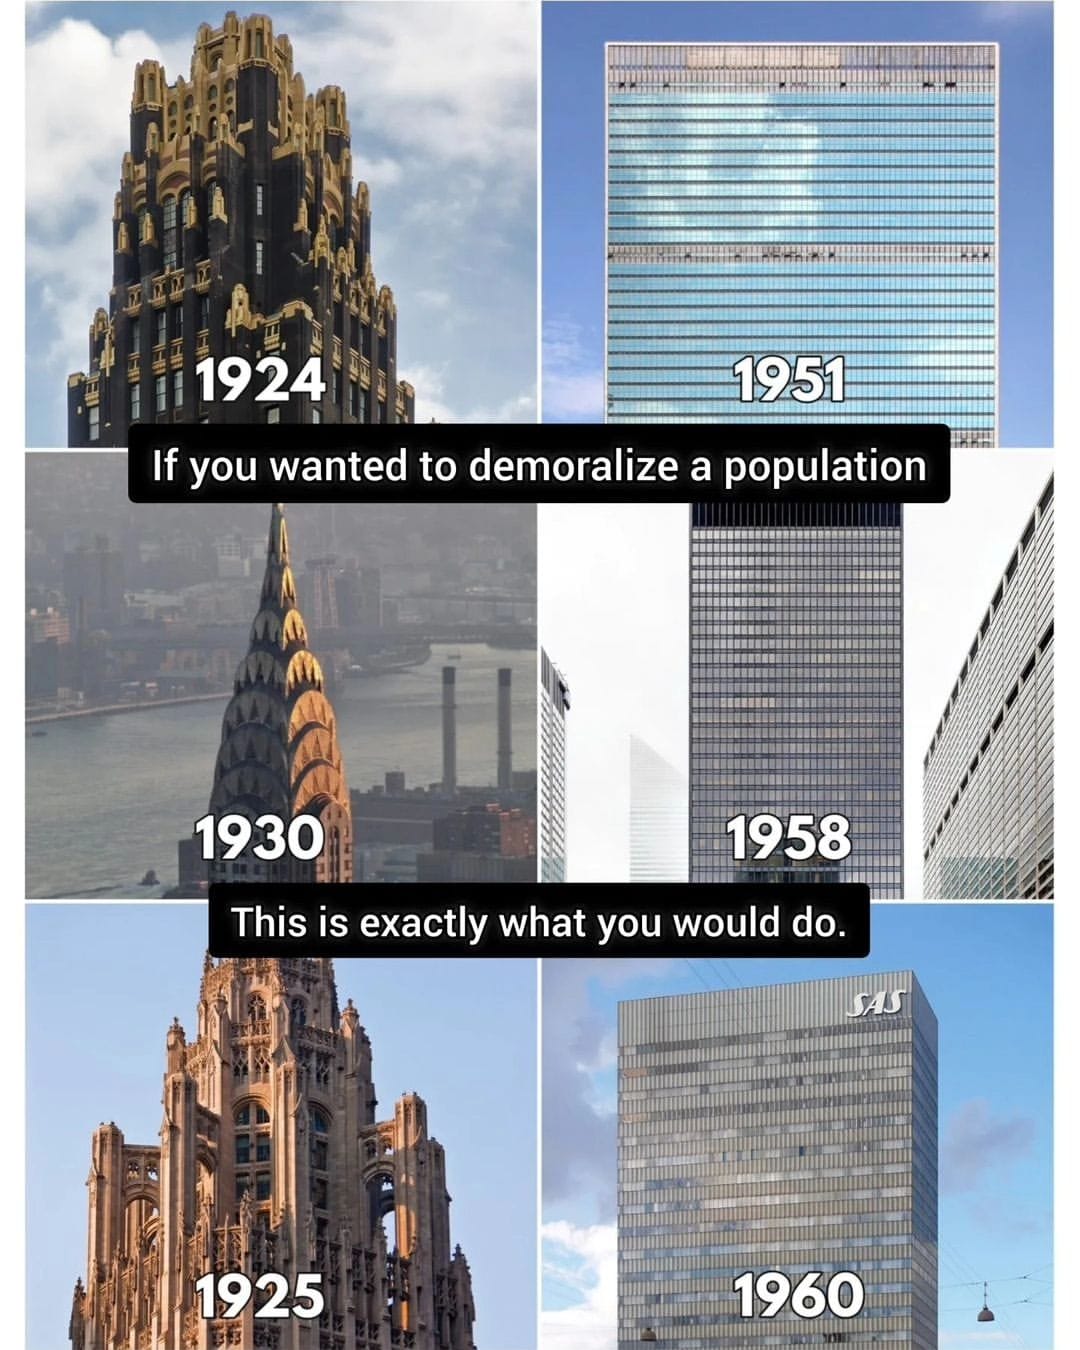 1924
1951
If you wanted to demoralize a population
1930
1958
This is exactly what you would do.
SAS
1925
1960